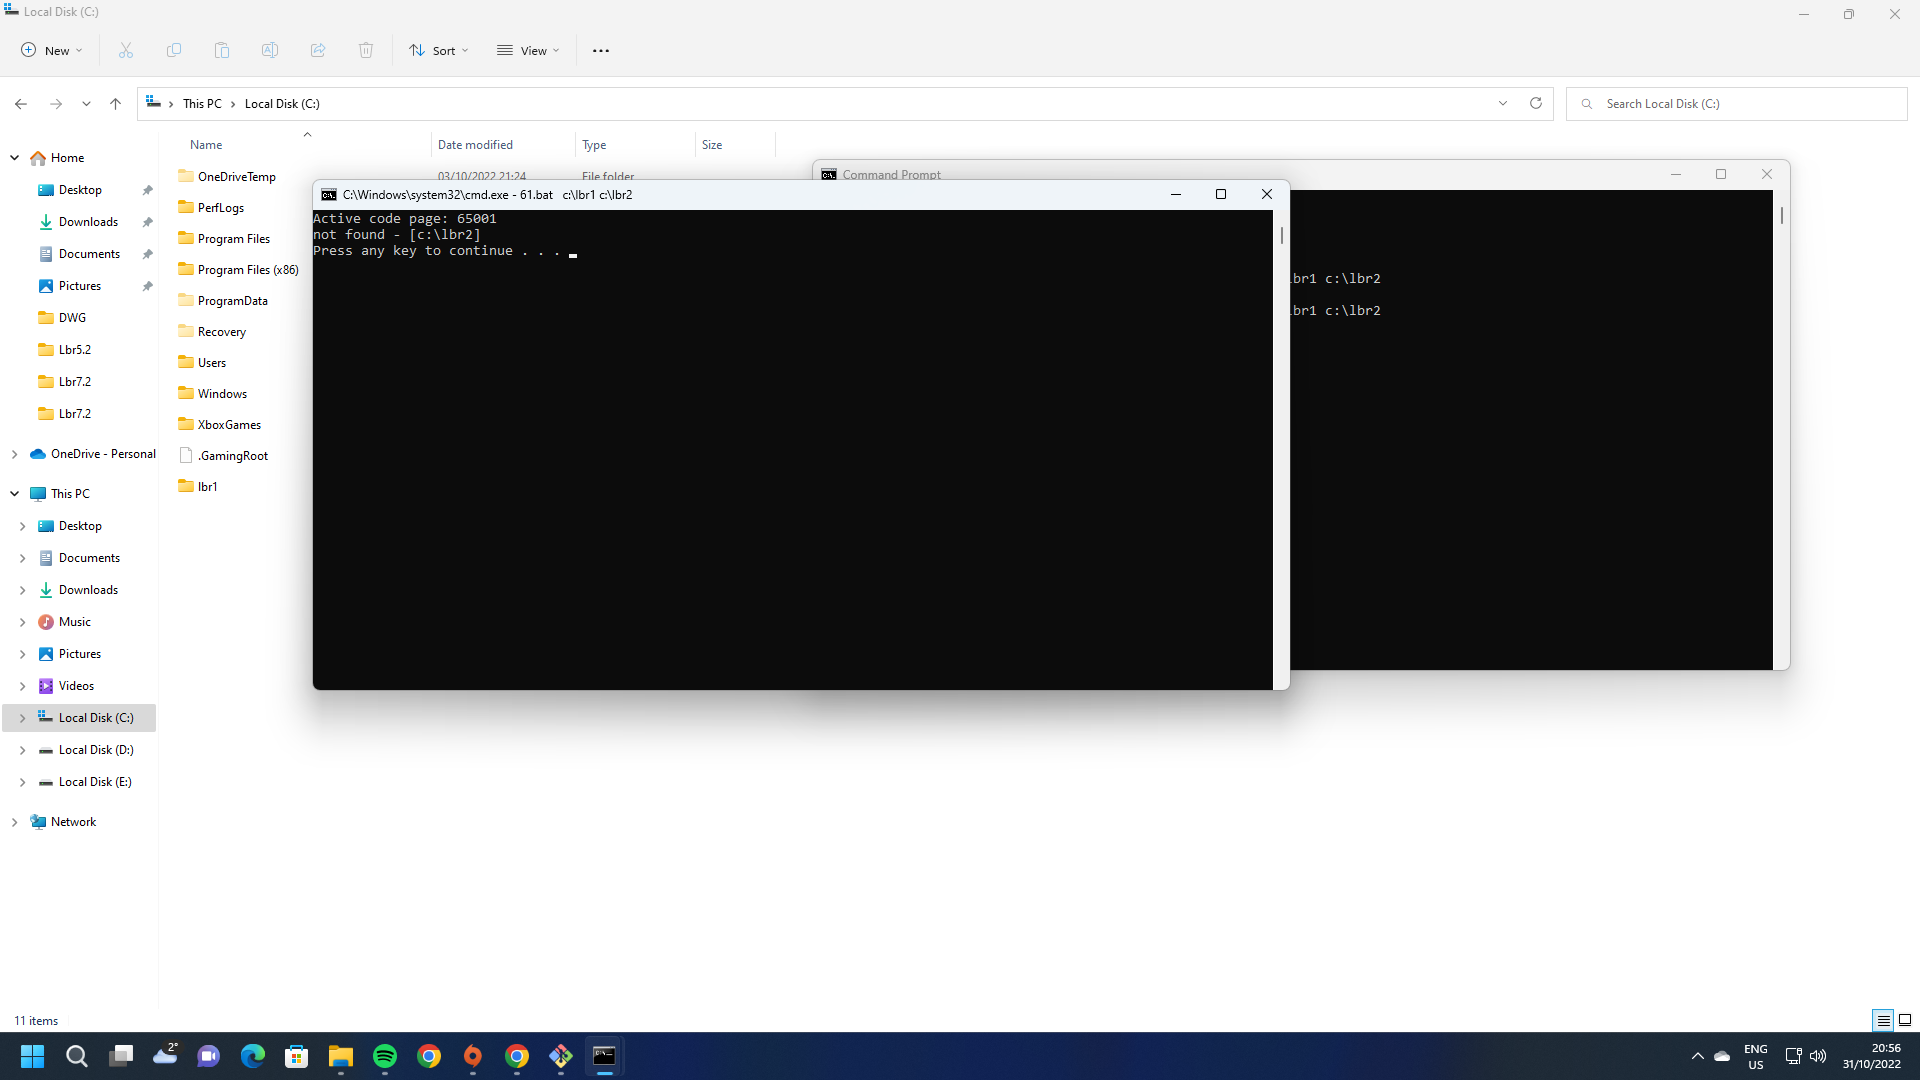 Local Disk (C:)
New
Sort
View
This PC
Local Disk (C:)
Search Local Disk (C:)
Name
Date modified
Type
Size
Home
Desktop
Downloads
Documents
Pictures
DWG
Lbr5.2
Lbr7.2
Lbr7.2
OneDrive - Personal
This PC
Desktop
Documents
Downloads
Music
Pictures
Videos
Local Disk (C:)
Local Disk (D:)
Local Disk (E:)
Network
OneDriveTemp 03/10/2022 21:24 File folder
PerfLogs
Program Files
Program Files (x86)
ProgramData
Recovery
Users
Windows
XboxGames
.GamingRoot
lbr1
C:\Windows\system32\cmd.exe - 61.bat c:\lbr1 c:\lbr2
Active code page: 65001
not found - [c:\lbr2]
Press any key to continue . . .
Command Prompt
lbr1 c:\lbr2
lbr1 c:\lbr2
11 items
2°
ENG
US
20:56
31/10/2022